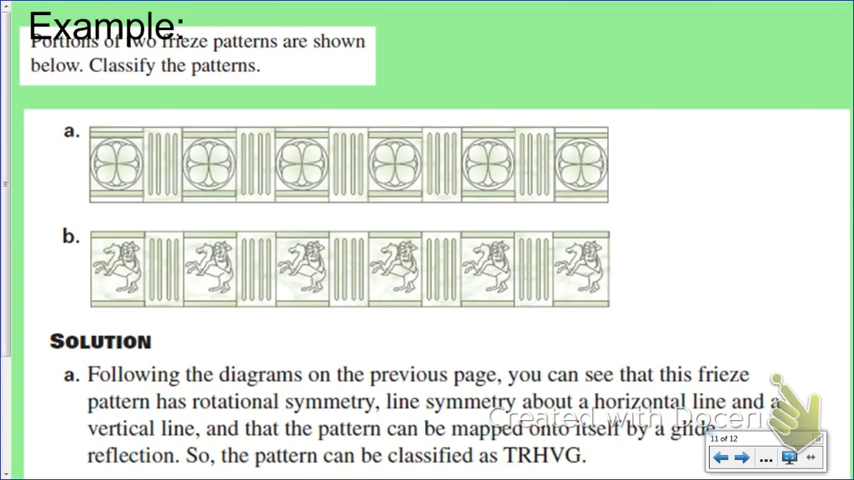 Example:
Portions of two frieze patterns are shown
below. Classify the patterns.
a.
b.
SOLUTION
a. Following the diagrams on the previous page, you can see that this frieze
pattern has rotational symmetry, line symmetry about a horizontal line and a
vertical line, and that the pattern can be mapped onto itself by a glide
reflection. So, the pattern can be classified as TRHVG.
Created with Docen
11 of 12
...